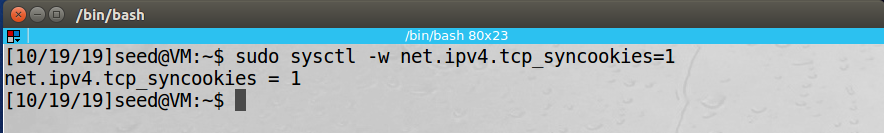 /bin/bash
/bin/bash 80x23
[10/19/19]seed@VM:~$ sudo sysctl -w net.ipv4.tcp_syncookies=1
net.ipv4.tcp_syncookies = 1
[10/19/19]seed@VM:~$